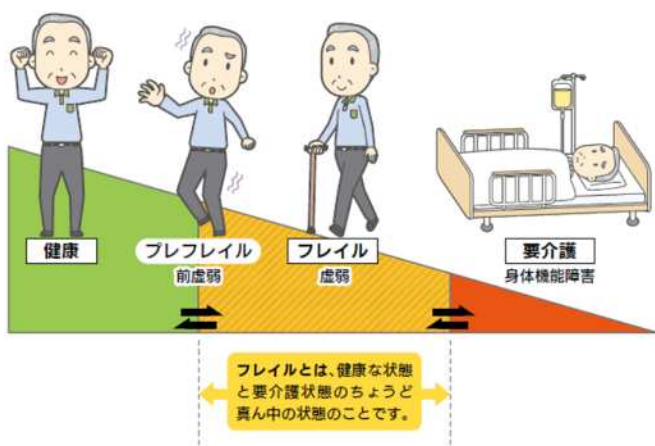 健康
プレフレイル
前虚弱
フレイル
虚弱
要介護
身体機能障害
フレイルとは、健康な状態
と要介護状態のちょうど
真ん中の状態のことです。